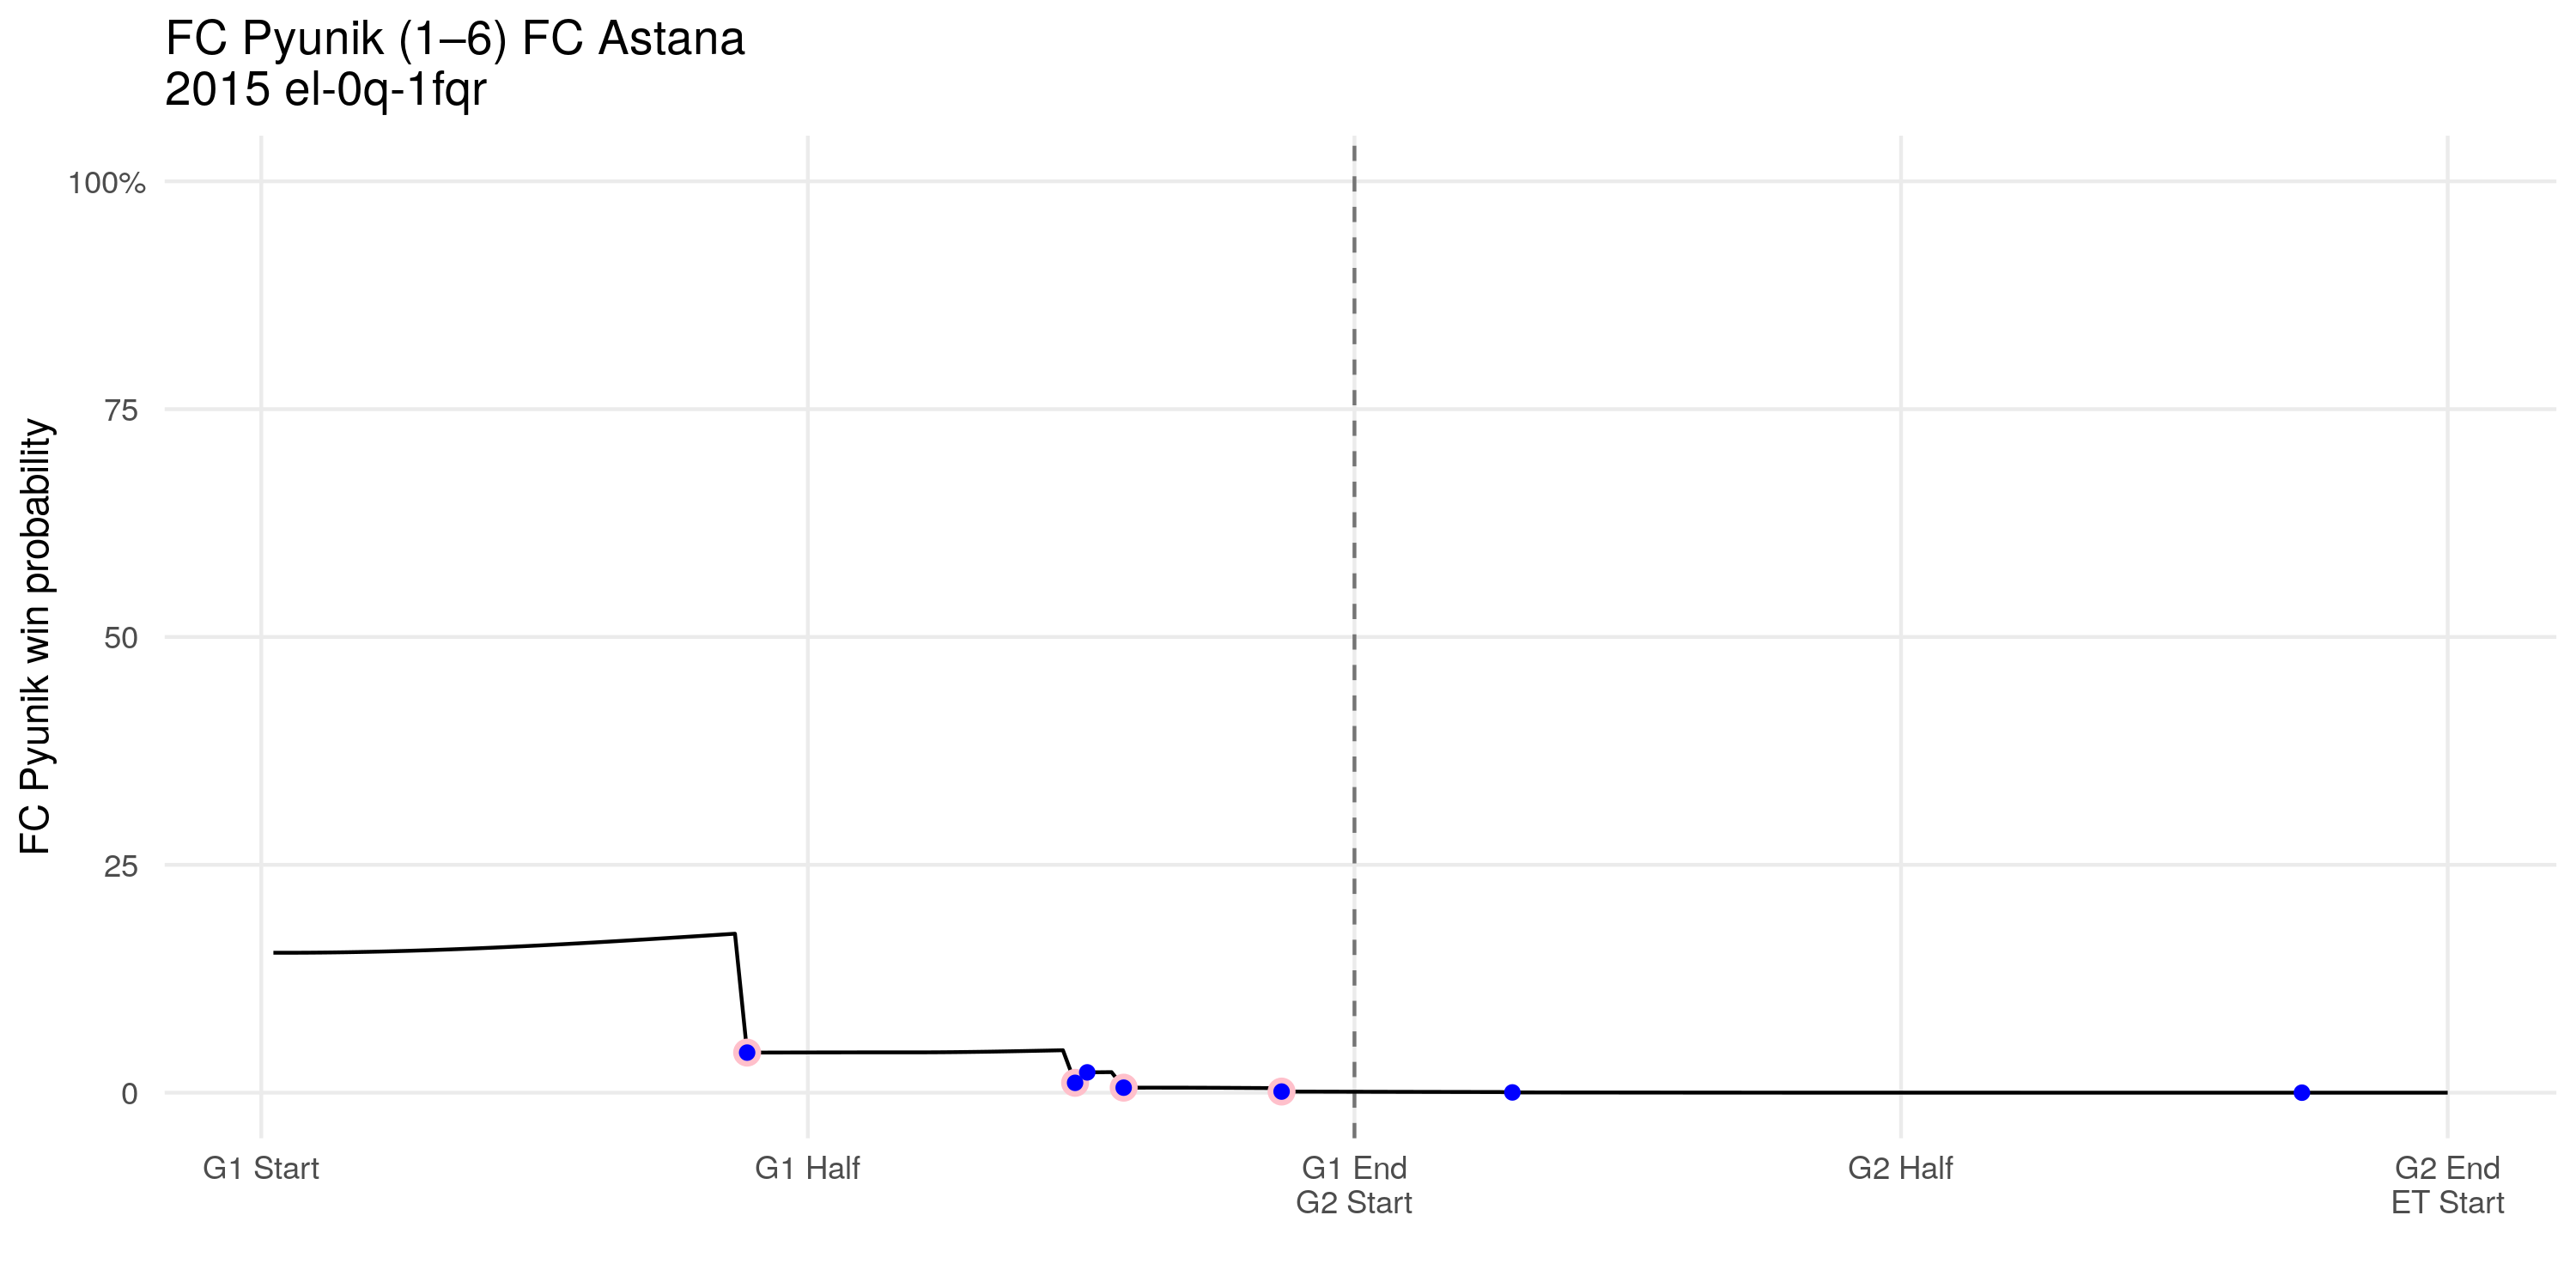 FC Pyunik (1–6) FC Astana
2015 el-0q-1fqr
FC Pyunik win probability
100%
75
50
25
0
G1 Start
G1 Half
G1 End
G2 Start
G2 Half
G2 End
ET Start